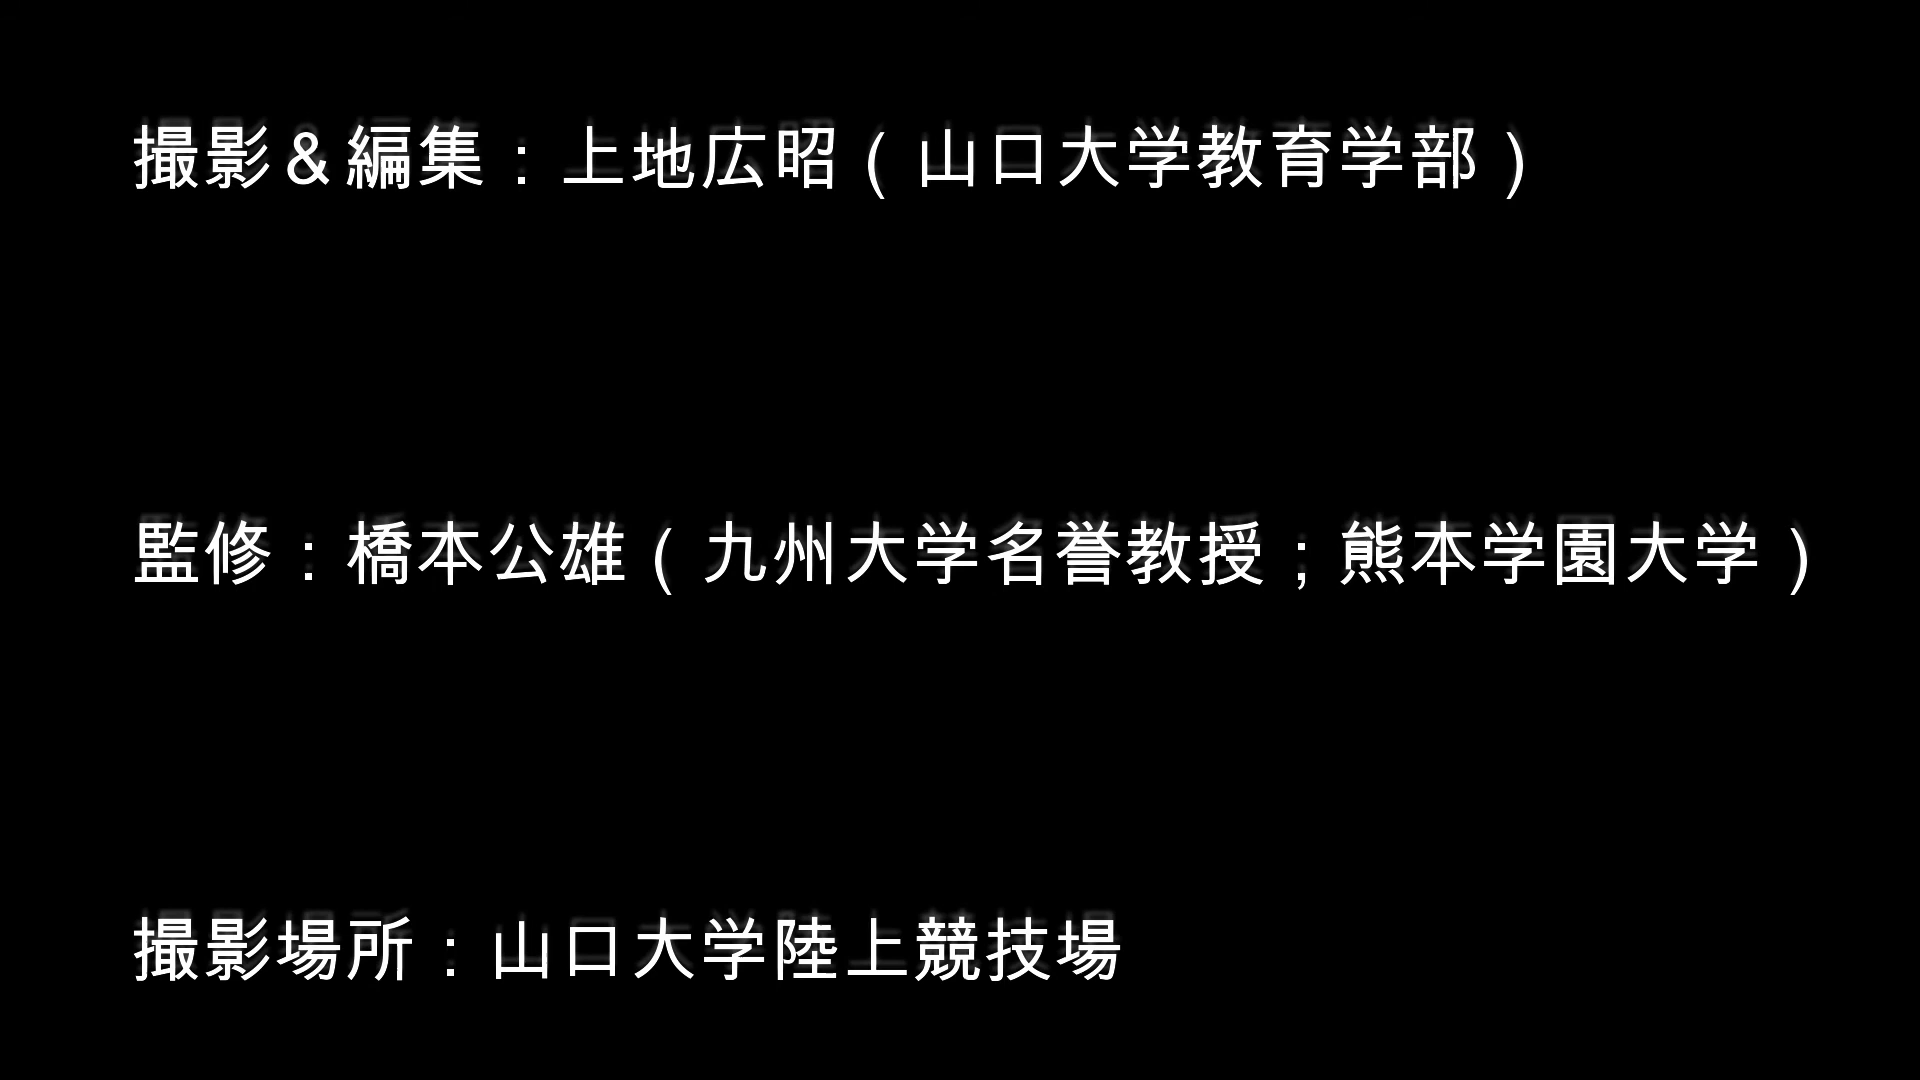 撮影＆編集：上地広昭（山口大学教育学部）
監修：橋本公雄（九州大学名誉教授；熊本学園大学）
撮影場所：山口大学陸上競技場